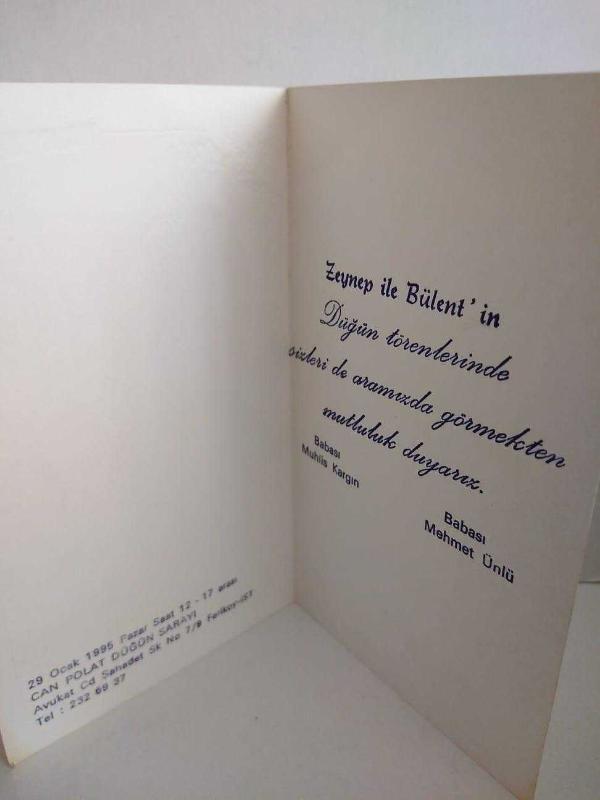 29 Ocak 1995 Pazar Saat 12 - 17 arası
CAN POLAT DÜĞÜN SARAYI
Avukat Cd Sahadet Sk No 7/9 Feriköy-İST
Tel : 232 69 37
Zeynep ile Bülent'in
Düğün törenlerinde
sizleri de aramızda görmekten
mutluluk duyarız.
Babası
Muhlis Kargın
Babası
Mehmet Ünlü